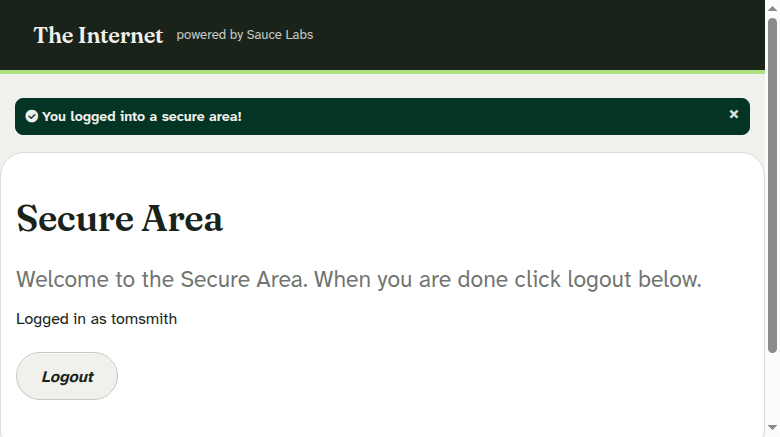 The Internet powered by Sauce Labs
You logged into a secure area! ×
Secure Area
Welcome to the Secure Area. When you are done click logout below.
Logged in as tomsmith
Logout